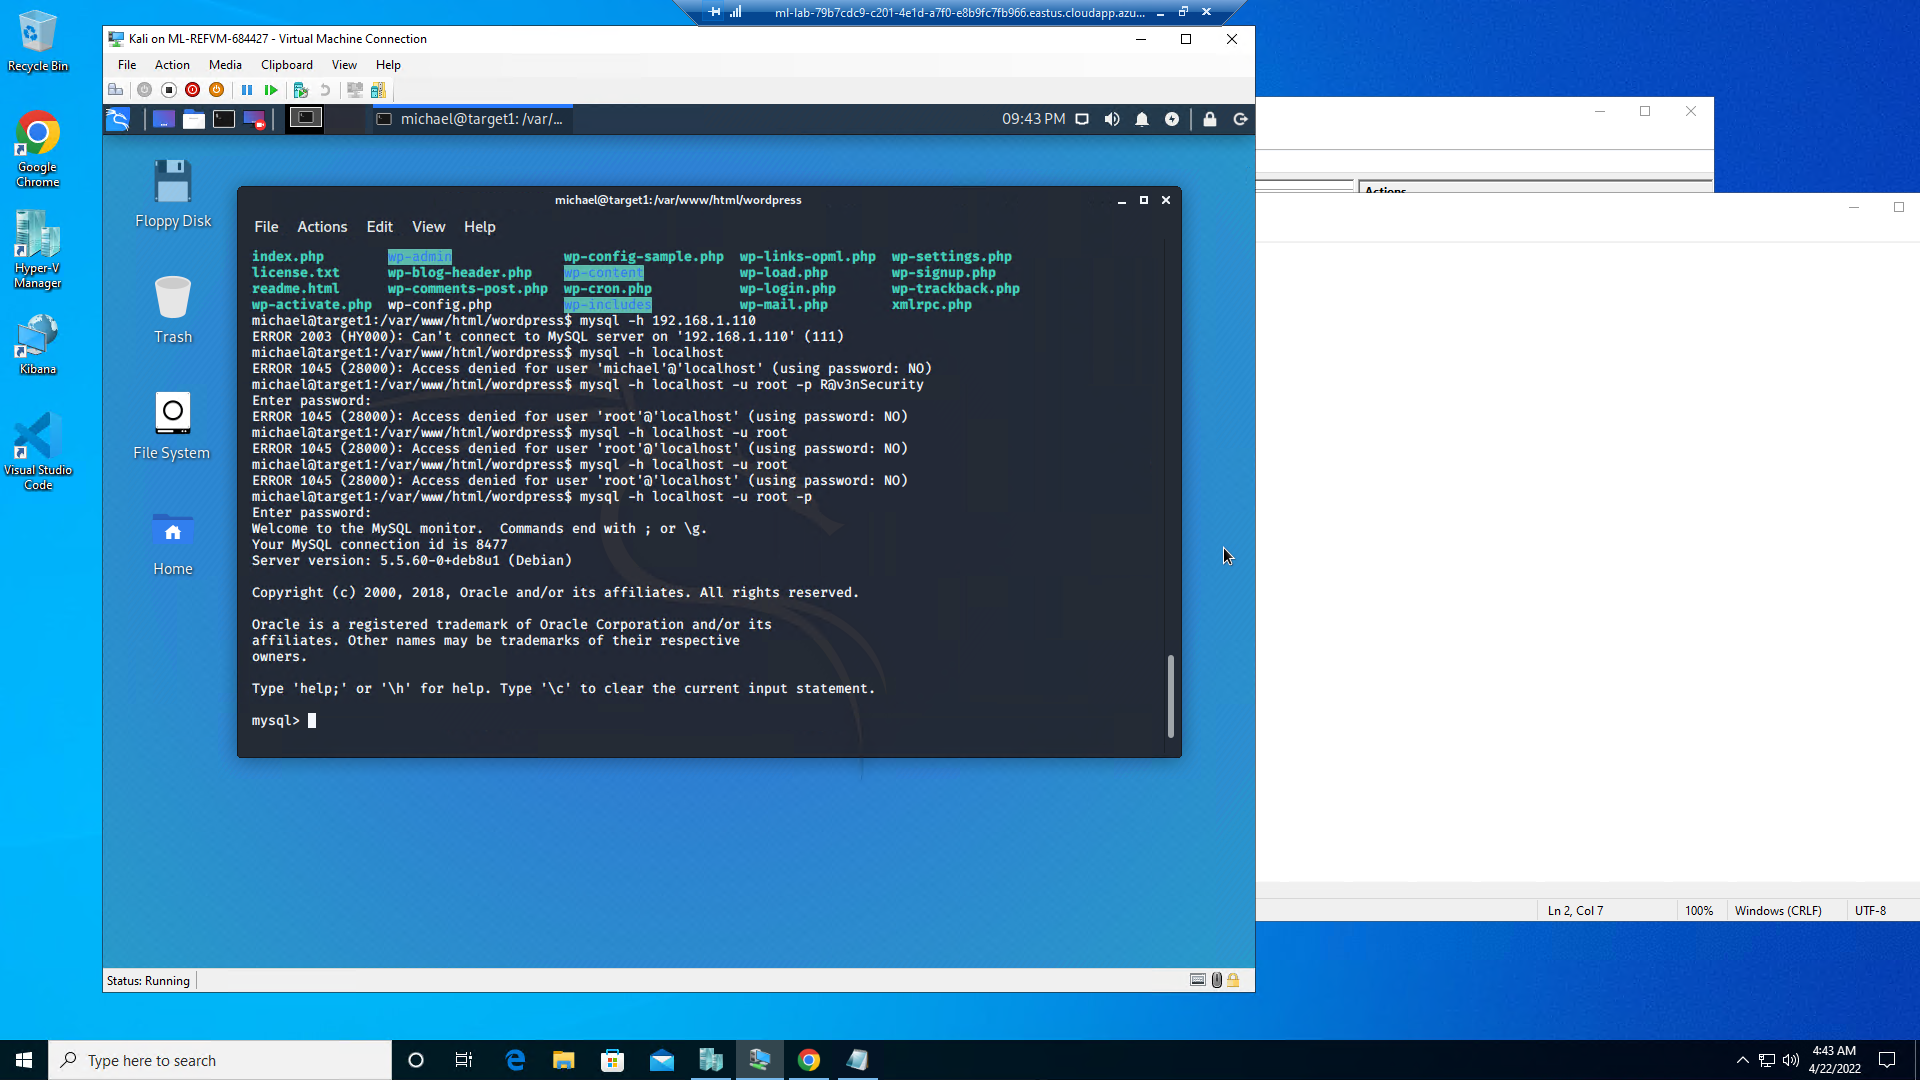 ml-lab-79b7cdc9-c201-4e1d-a7f0-e8b9fc7fb966.eastus.cloudapp.azu...
Recycle Bin
Google Chrome
Hyper-V Manager
Kibana
Visual Studio Code
Kali on ML-REFVM-684427 - Virtual Machine Connection
File Action Media Clipboard View Help
michael@target1: /var/...
09:43 PM
Floppy Disk
Trash
File System
Home
michael@target1:/var/www/html/wordpress
File Actions Edit View Help
index.php wp-admin wp-config-sample.php wp-links-opml.php wp-settings.php
license.txt wp-blog-header.php wp-content wp-load.php wp-signup.php
readme.html wp-comments-post.php wp-cron.php wp-login.php wp-trackback.php
wp-activate.php wp-config.php wp-includes wp-mail.php xmlrpc.php
michael@target1:/var/www/html/wordpress$ mysql -h 192.168.1.110
ERROR 2003 (HY000): Can't connect to MySQL server on '192.168.1.110' (111)
michael@target1:/var/www/html/wordpress$ mysql -h localhost
ERROR 1045 (28000): Access denied for user 'michael'@'localhost' (using password: NO)
michael@target1:/var/www/html/wordpress$ mysql -h localhost -u root -p R@v3nSecurity
Enter password:
ERROR 1045 (28000): Access denied for user 'root'@'localhost' (using password: NO)
michael@target1:/var/www/html/wordpress$ mysql -h localhost -u root
ERROR 1045 (28000): Access denied for user 'root'@'localhost' (using password: NO)
michael@target1:/var/www/html/wordpress$ mysql -h localhost -u root
ERROR 1045 (28000): Access denied for user 'root'@'localhost' (using password: NO)
michael@target1:/var/www/html/wordpress$ mysql -h localhost -u root -p
Enter password:
Welcome to the MySQL monitor.  Commands end with ; or \g.
Your MySQL connection id is 8477
Server version: 5.5.60-0+deb8u1 (Debian)
Copyright (c) 2000, 2018, Oracle and/or its affiliates. All rights reserved.
Oracle is a registered trademark of Oracle Corporation and/or its
affiliates. Other names may be trademarks of their respective
owners.
Type 'help;' or '\h' for help. Type '\c' to clear the current input statement.
mysql>
Actions
Ln 2, Col 7 100% Windows (CRLF) UTF-8
Status: Running
Type here to search
4:43 AM
4/22/2022